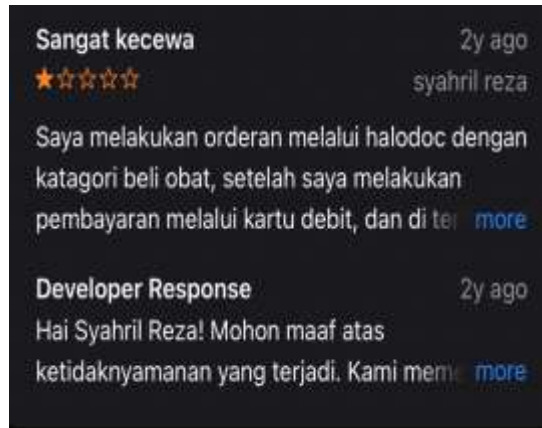 Sangat kecewa 2y ago
syahril reza
Saya melakukan orderan melalui halodoc dengan
katagori beli obat, setelah saya melakukan
pembayaran melalui kartu debit, dan di more
Developer Response 2y ago
Hai Syahril Reza! Mohon maaf atas
ketidaknyamanan yang terjadi. Kami more